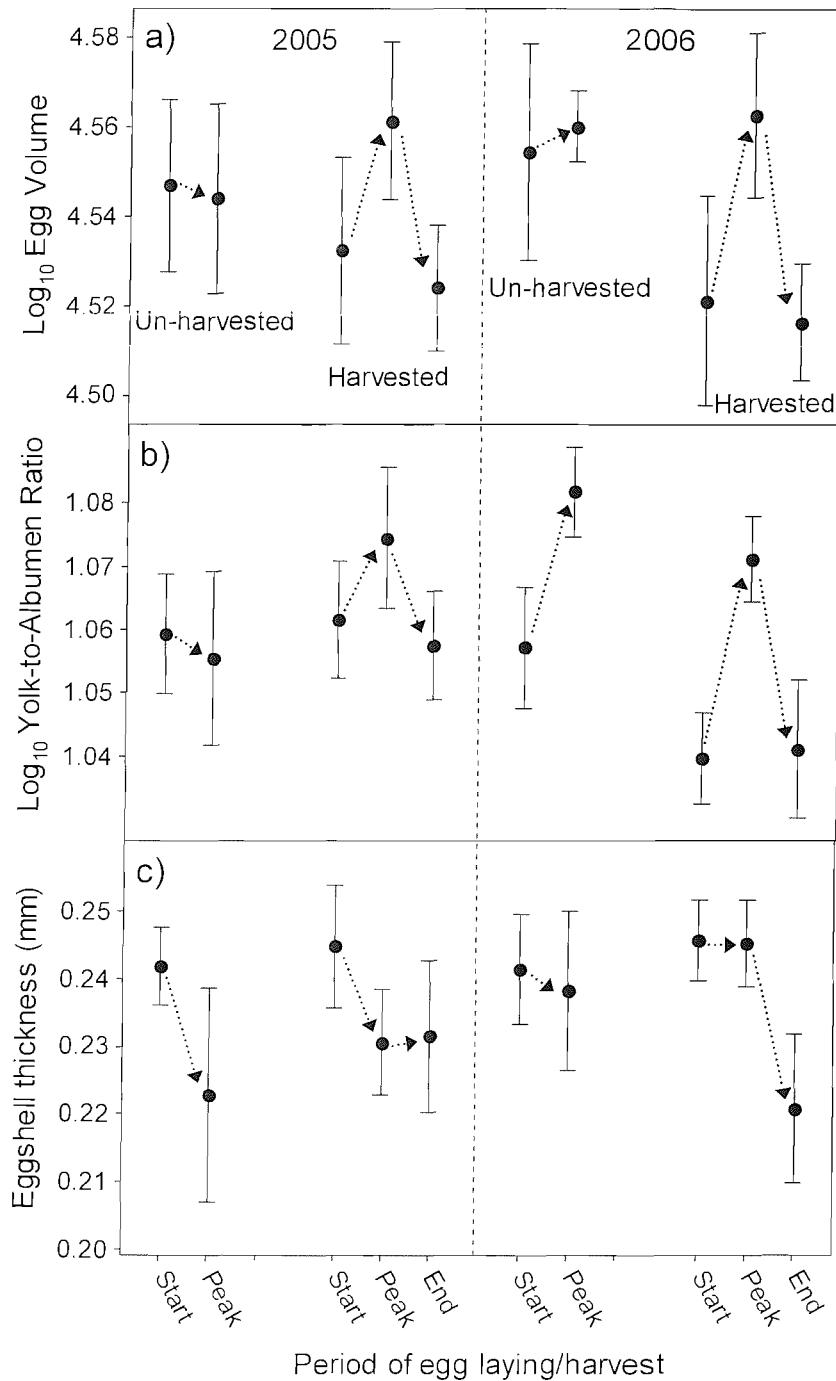 a)
2005
2006
Log10 Egg Volume
4.58
4.56
4.54
4.52
4.50
Un-harvested
Harvested
Un-harvested
Harvested
b)
Log10 Yolk-to-Albumen Ratio
1.08
1.07
1.06
1.05
1.04
c)
Eggshell thickness (mm)
0.25
0.24
0.23
0.22
0.21
0.20
Start Peak Start Peak End Start Peak Start Peak End
Period of egg laying/harvest